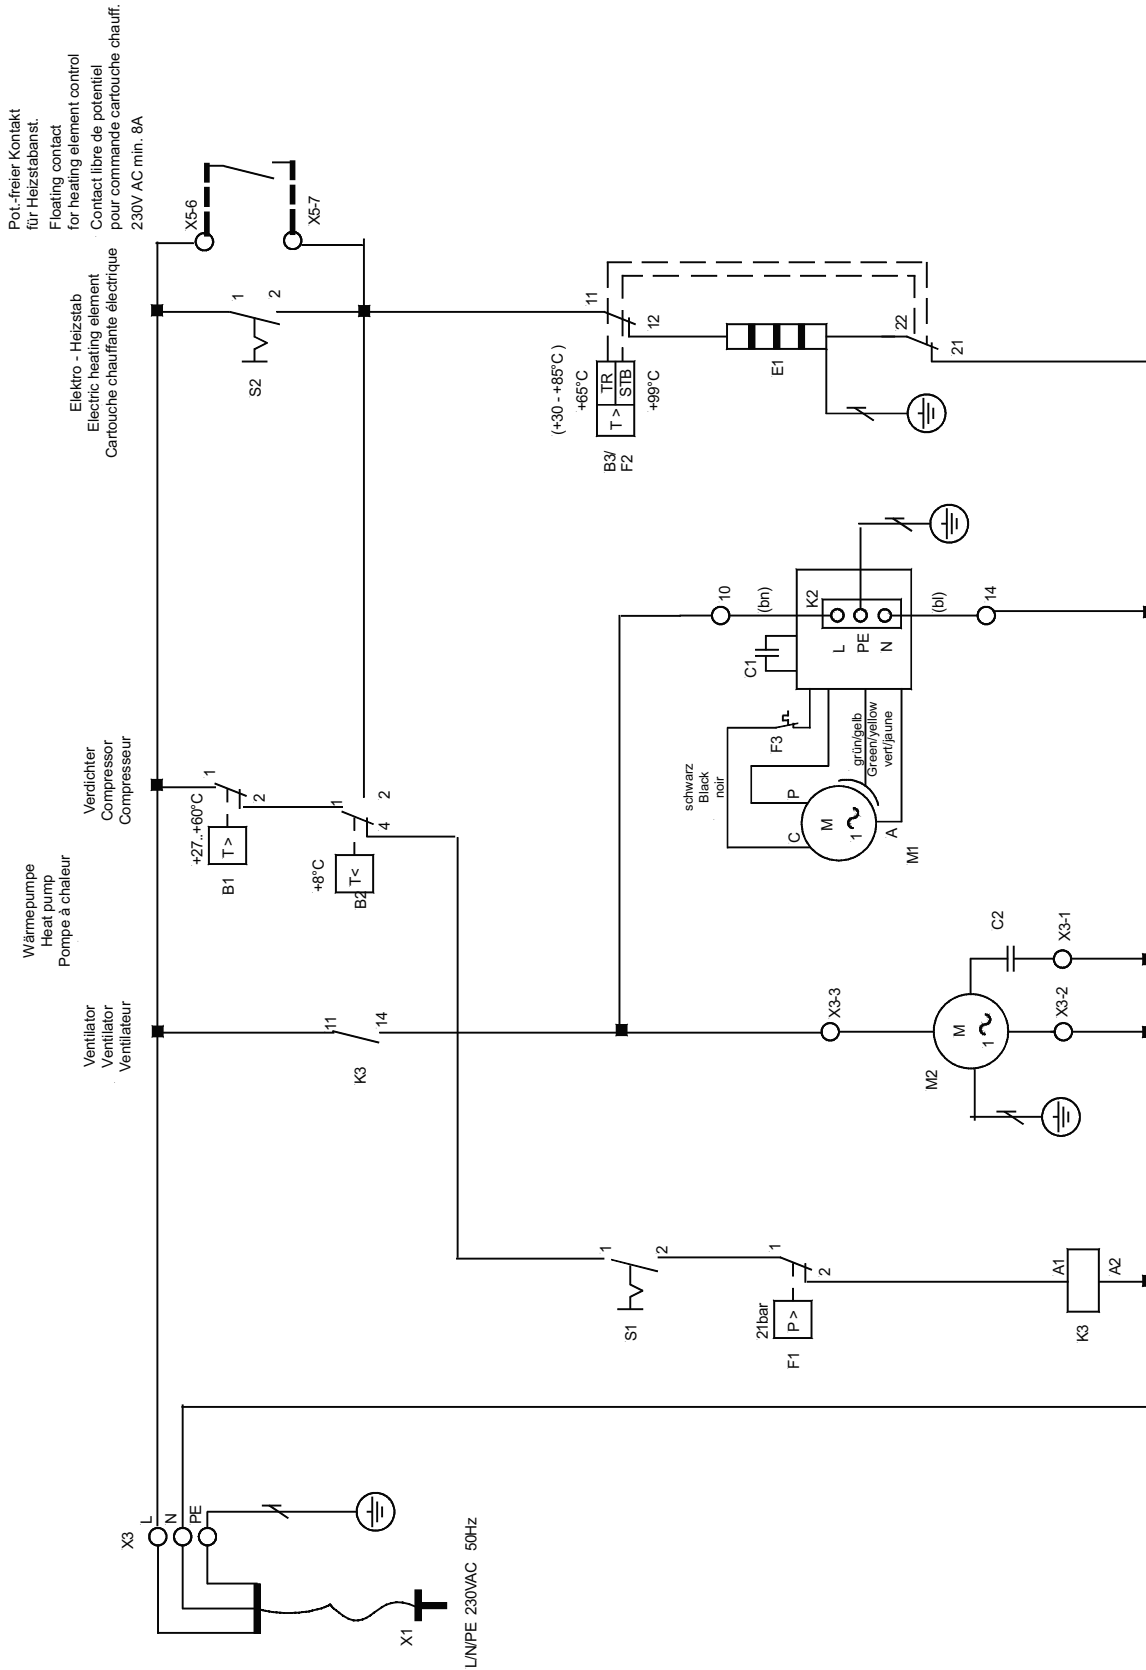 X1
L/N/PE 230VAC 50Hz
X3
L
N
PE
Wärmepumpe
Heat pump
Pompe à chaleur
Ventilator
Ventilator
Ventilateur
Verdichter
Compressor
Compresseur
Elektro - Heizstab
Electric heating element
Cartouche chauffante électrique
Pot.-freier Kontakt
für Heizstabanst.
Floating contact
for heating element control
Contact libre de potentiel
pour commande cartouche chauff.
230V AC min. 8A
X5-6
X5-7
S2
1
2
+27..+60°C
T >
B1
1
2
+8°C
T<
B2
1
2
4
K3
11
14
S1
1
2
21bar
P >
F1
1
2
K3
A1
A2
X3-3
M2
M
1
X3-2
C2
X3-1
schwarz
Black
noir
F3
C
P
A
M
1
M1
grün/gelb
Green/yellow
vert/jaune
C1
10
(bn)
K2
L
PE
N
(bl)
14
(+30 - +85°C )
+65°C
T >
TR
STB
+99°C
B3/
F2
11
12
E1
22
21